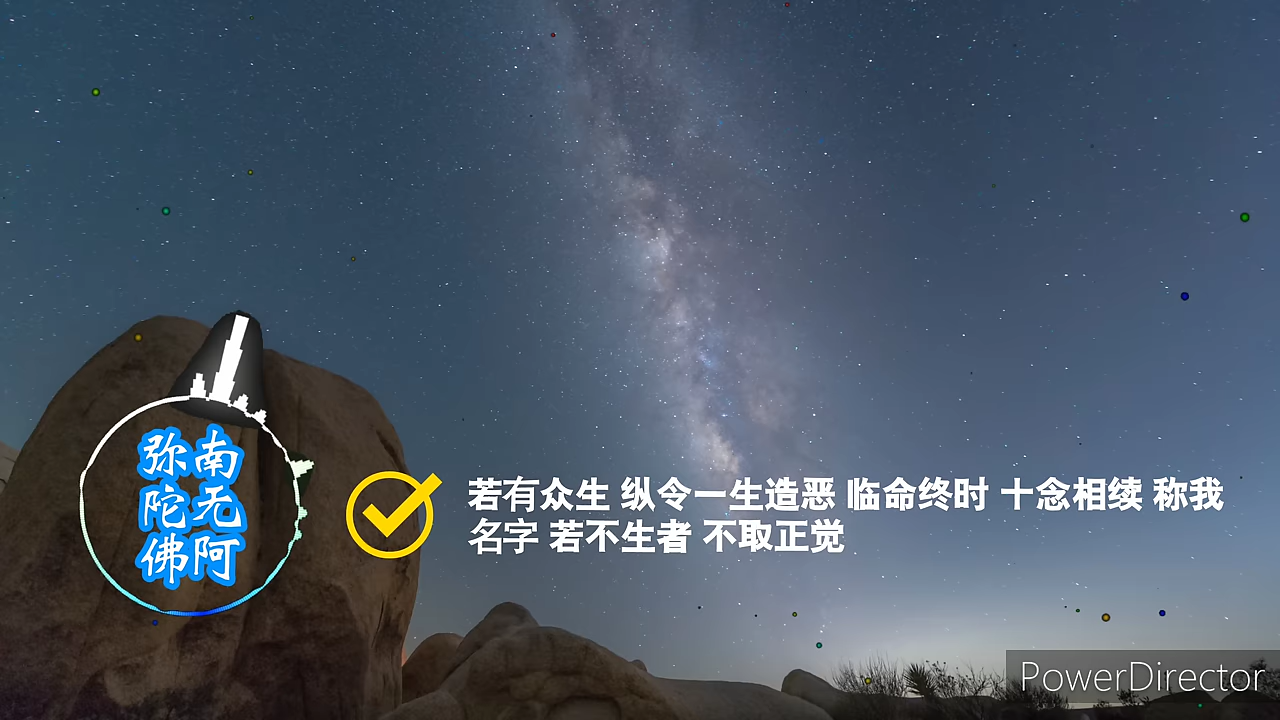 南无阿
弥陀佛
若有众生 纵令一生造恶 临命终时 十念相续 称我
名字 若不生者 不取正觉
PowerDirector